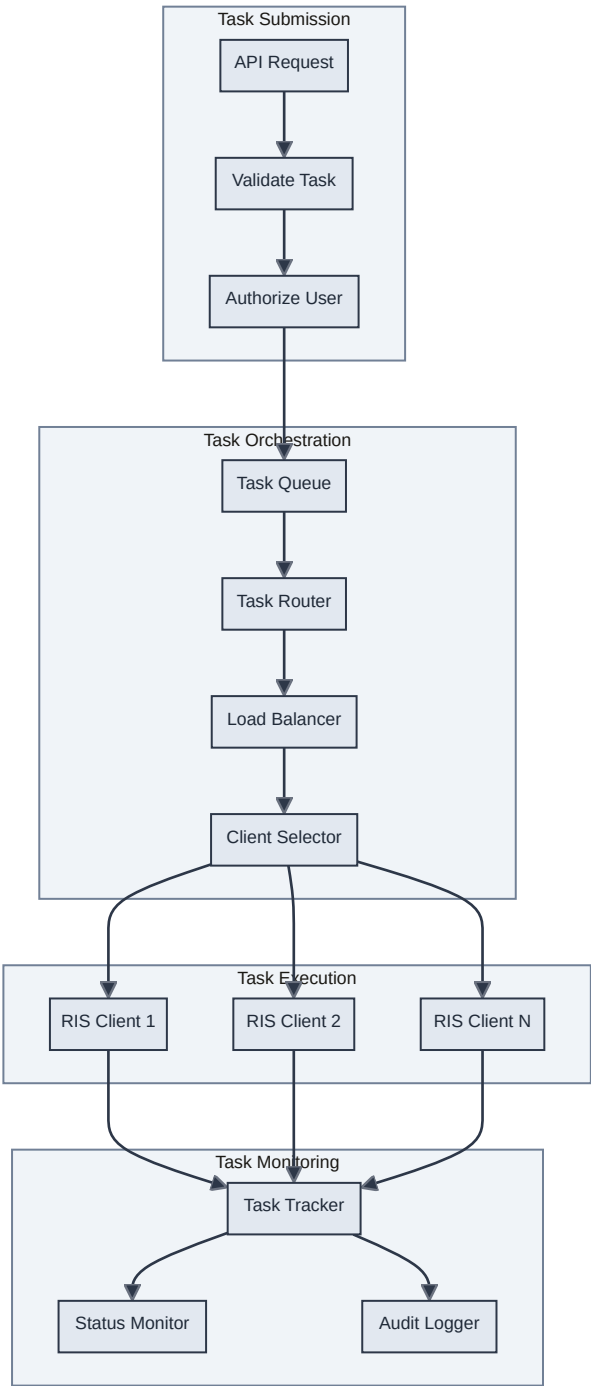 Task Submission
API Request
Validate Task
Authorize User
Task Orchestration
Task Queue
Task Router
Load Balancer
Client Selector
Task Execution
RIS Client 1
RIS Client 2
RIS Client N
Task Monitoring
Task Tracker
Status Monitor
Audit Logger